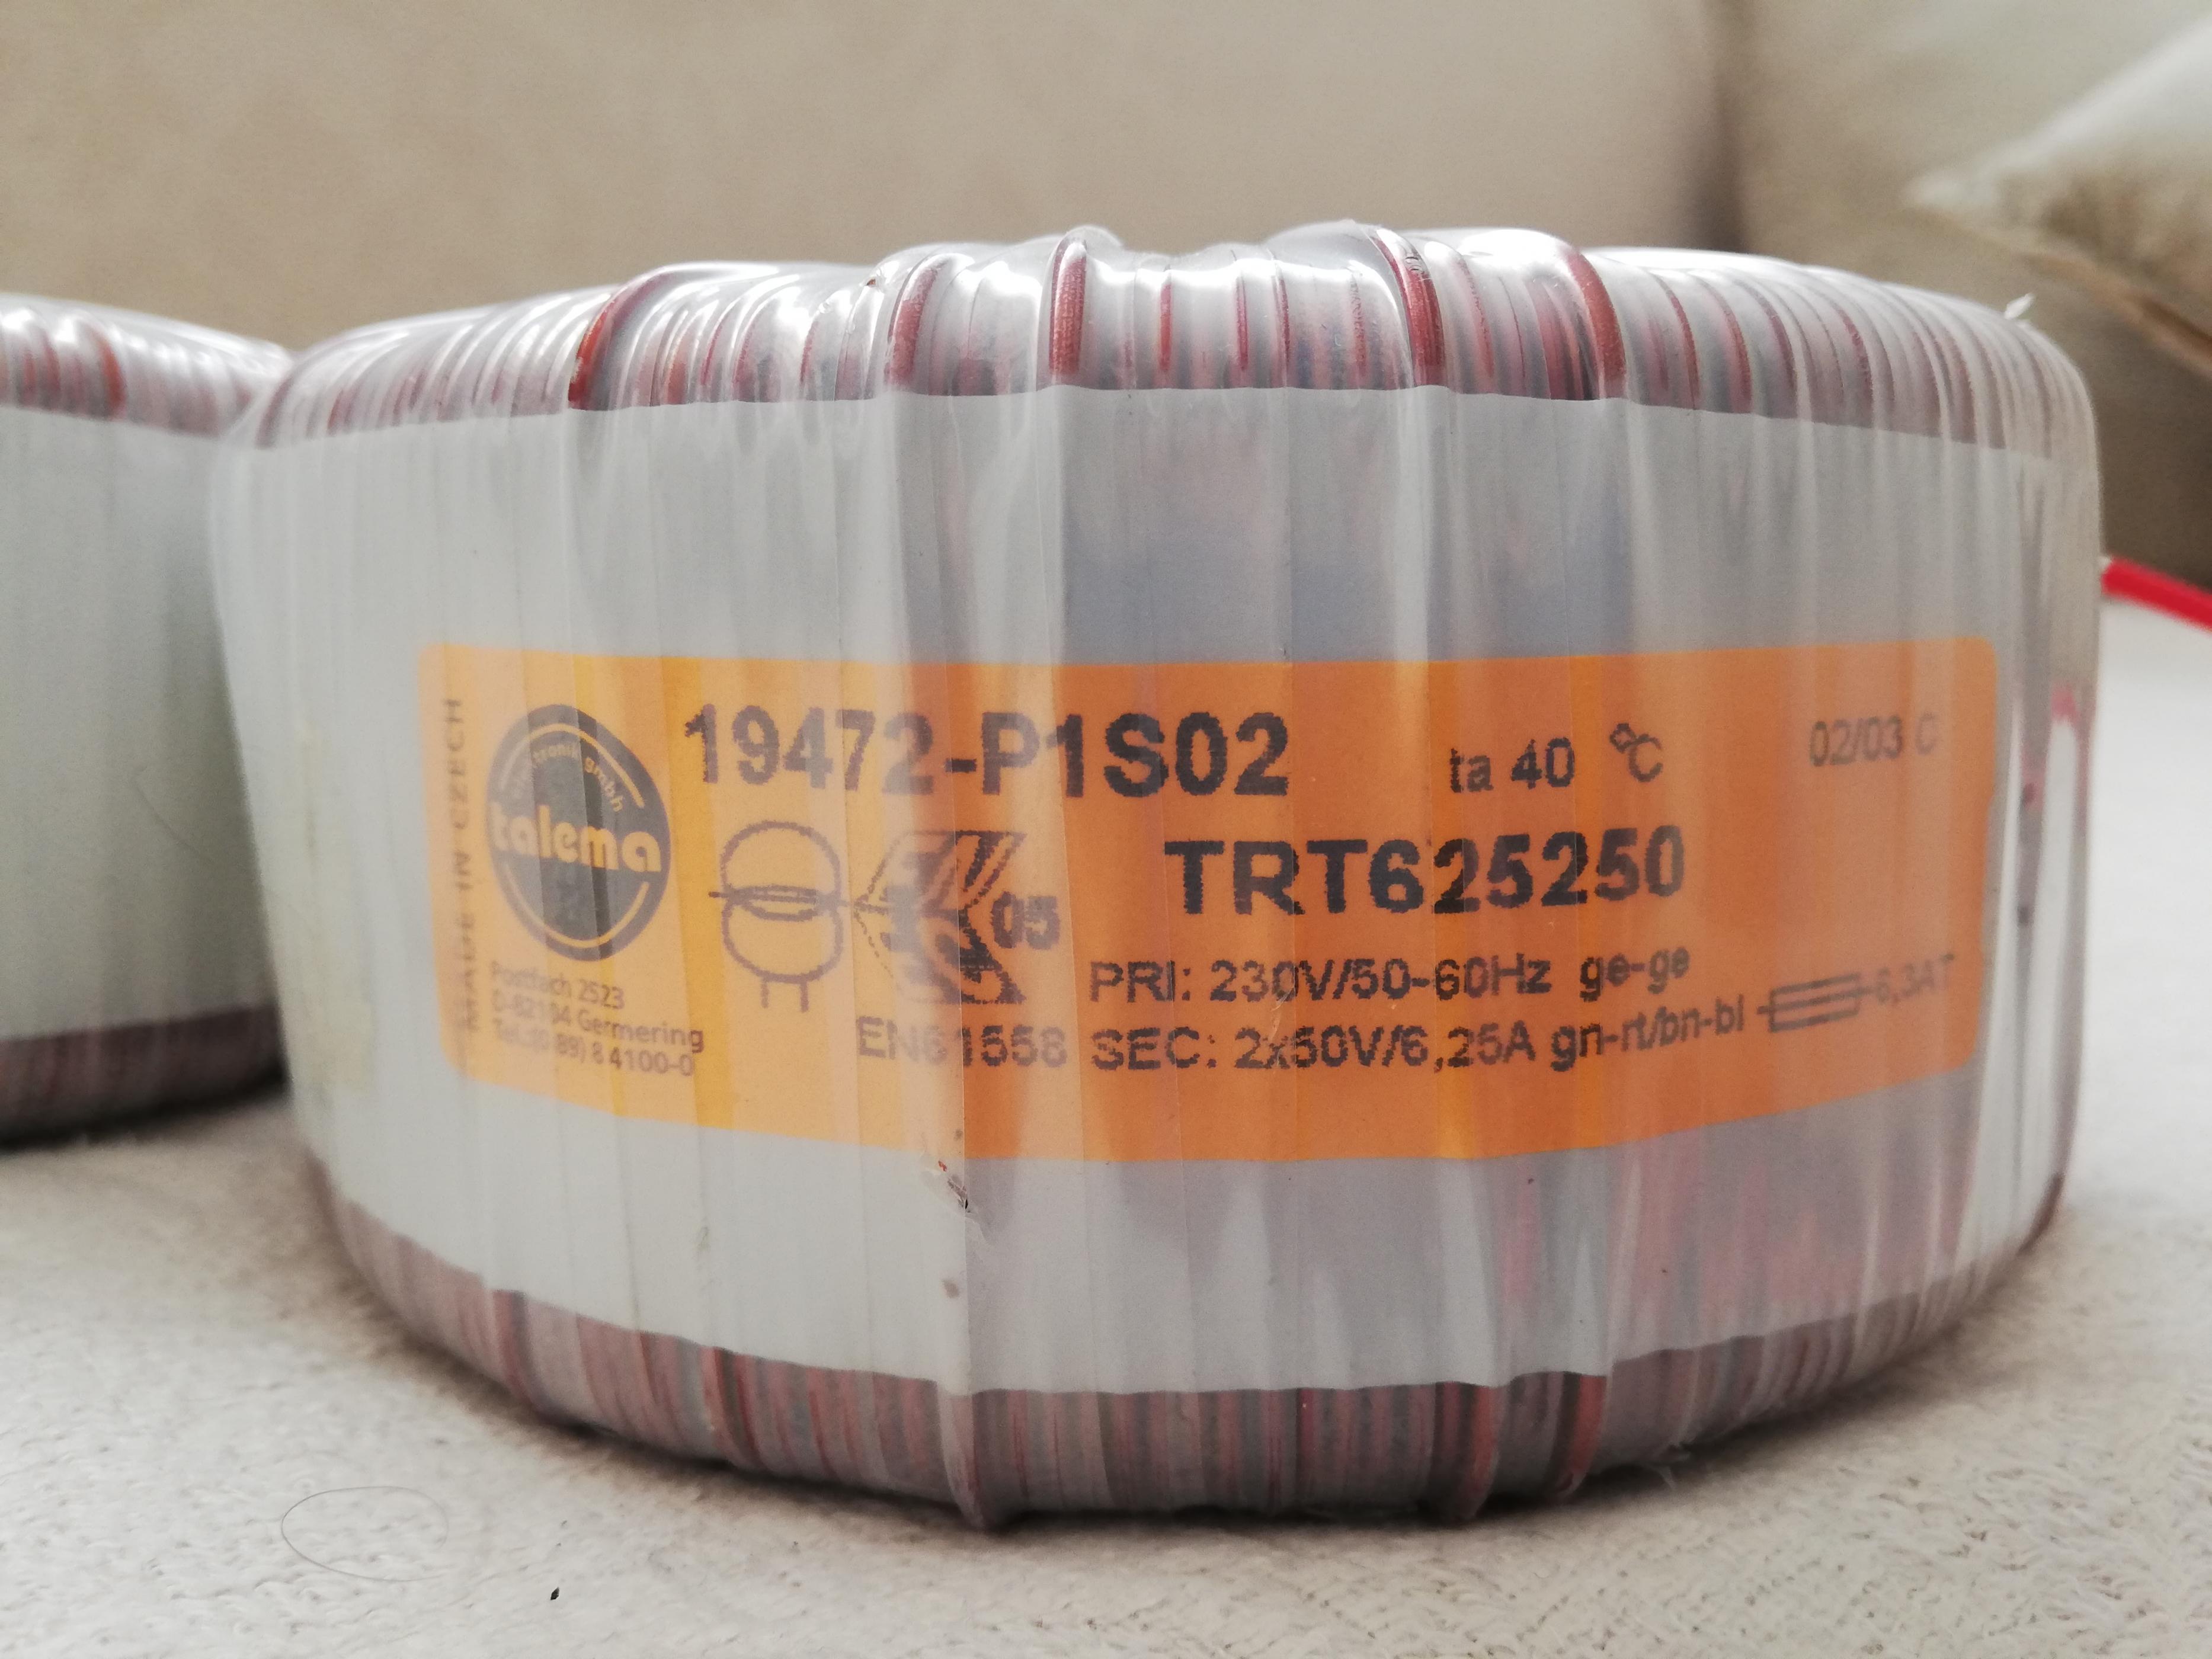 MADE IN CZECH
talema
19472-P1S02
ta 40 °C
02/03 C
05
TRT625250
PRI: 230V/50-60Hz ge-ge
EN61558 SEC: 2x50V/6,25A gn-rt/bn-bl 6,3AT
Postfach 2523
D-82104 Germering
Tel.:(0 89) 8 41 00-0